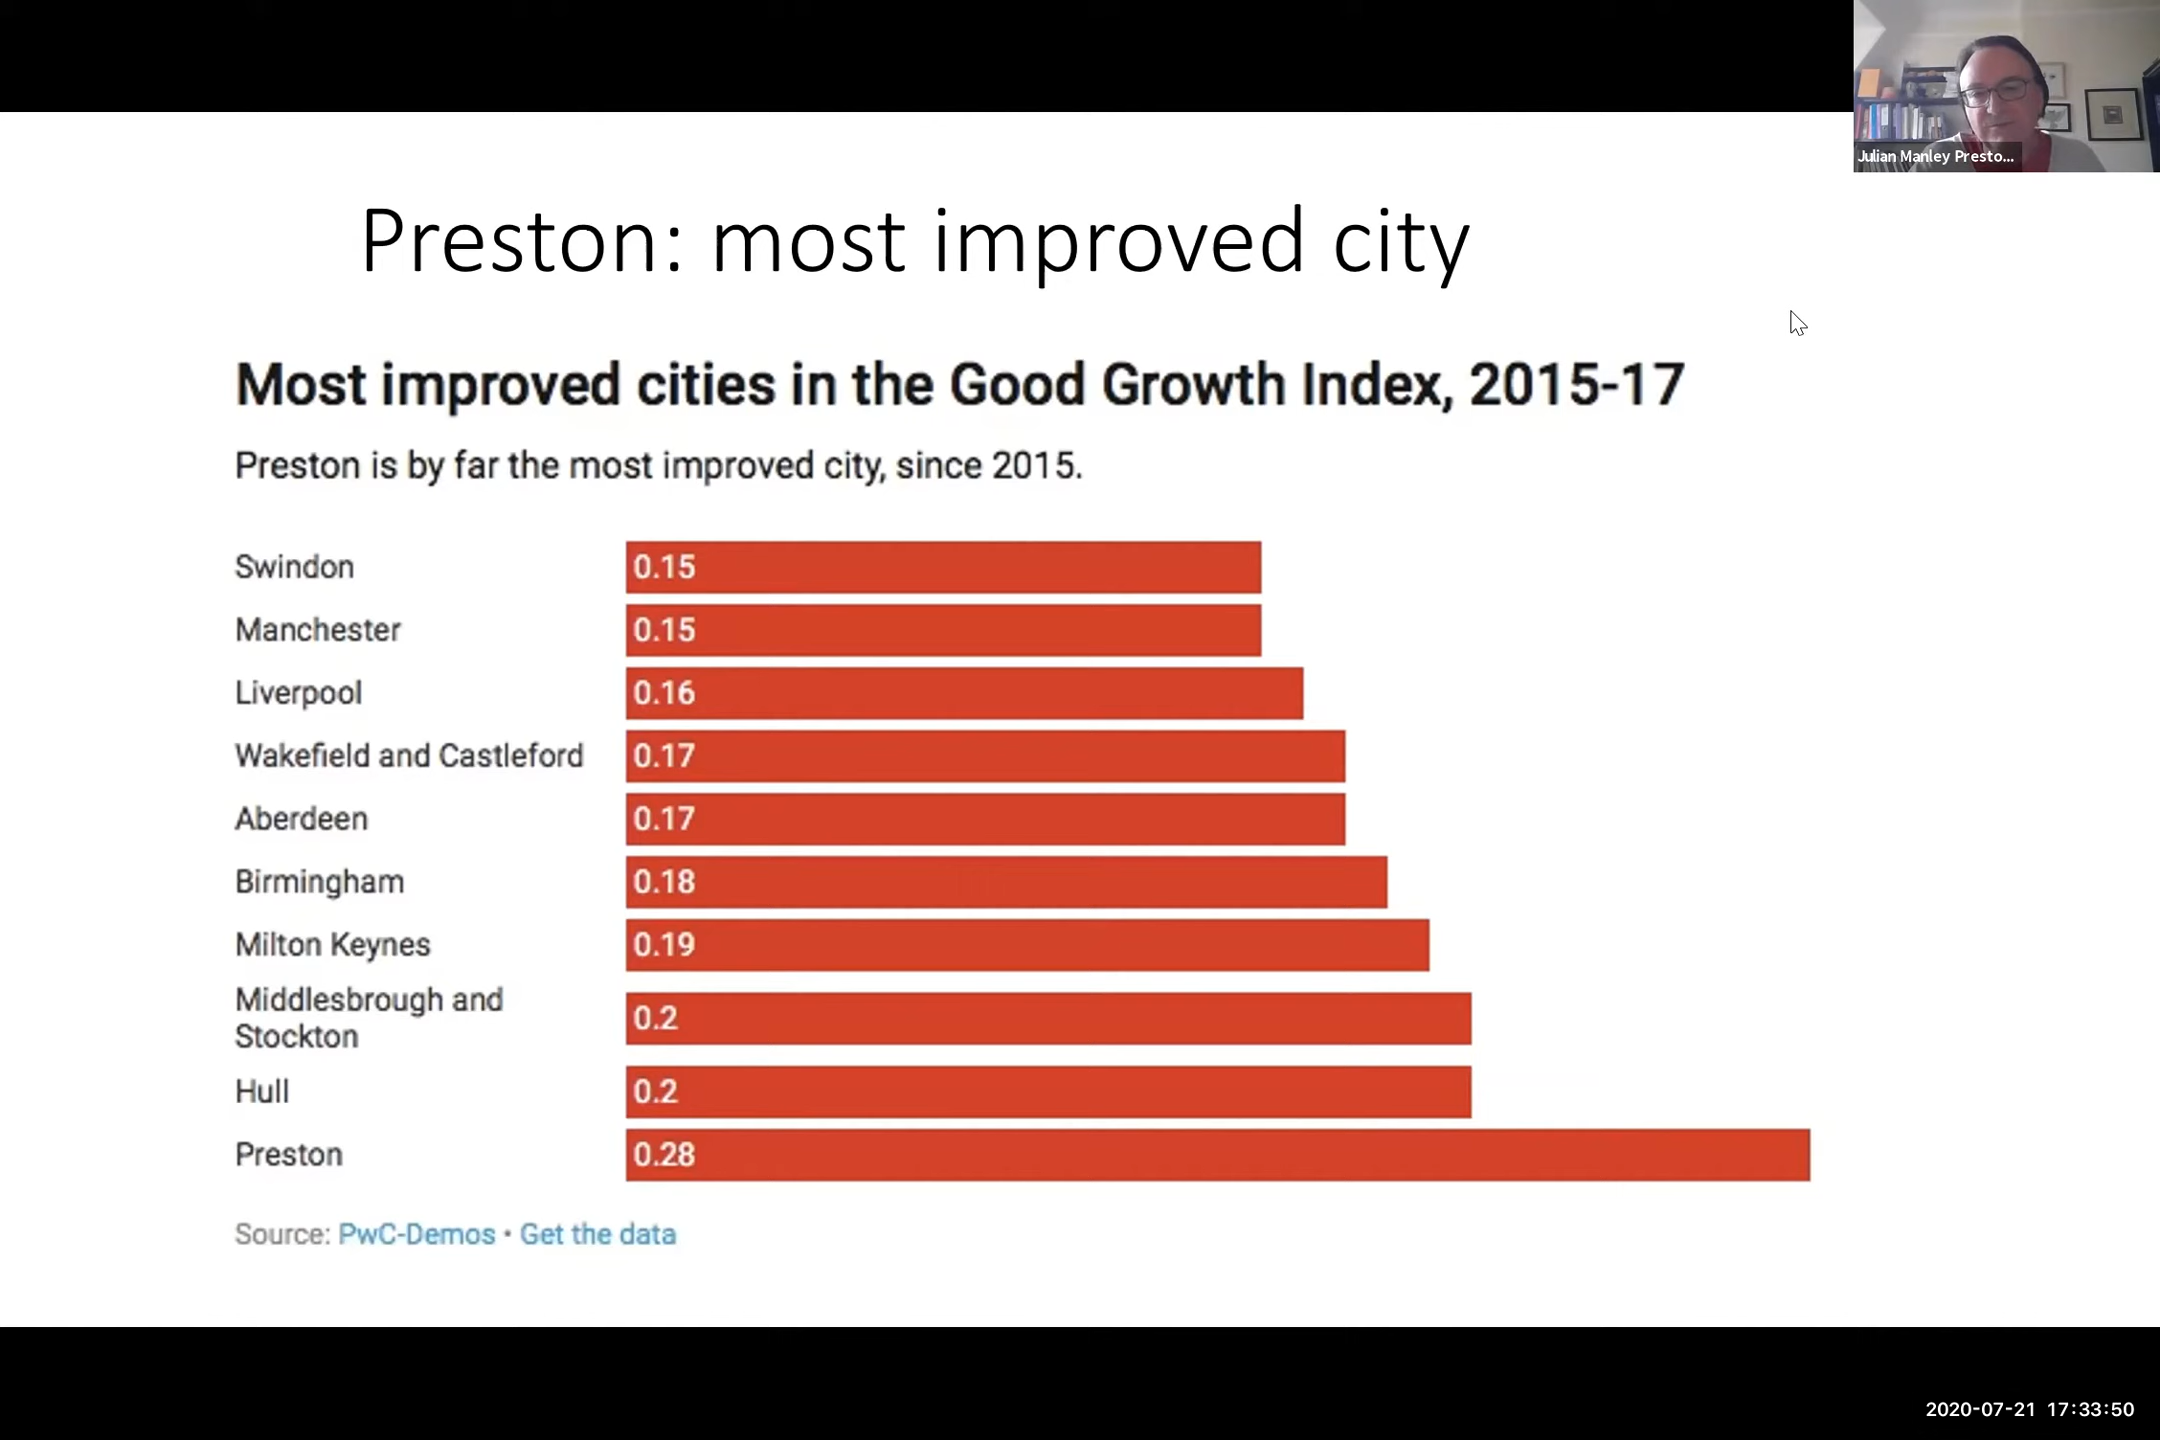 Julian Manley Presto...
Preston: most improved city
Most improved cities in the Good Growth Index, 2015-17
Preston is by far the most improved city, since 2015.
Swindon 0.15
Manchester 0.15
Liverpool 0.16
Wakefield and Castleford 0.17
Aberdeen 0.17
Birmingham 0.18
Milton Keynes 0.19
Middlesbrough and
Stockton 0.2
Hull 0.2
Preston 0.28
Source: PwC-Demos • Get the data
2020-07-21 17:33:50